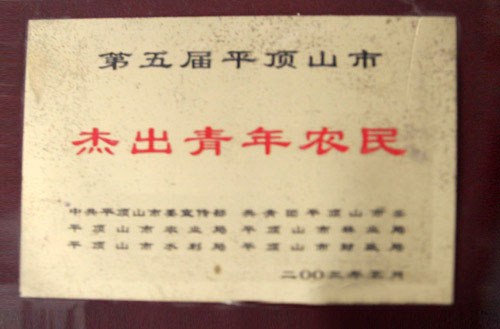 第五届平顶山市
杰出青年农民
中共平顶山市委宣传部 共青团平顶山市委
平顶山市农业局 平顶山市林业局
平顶山市水利局 平顶山市财政局
二00三年五月